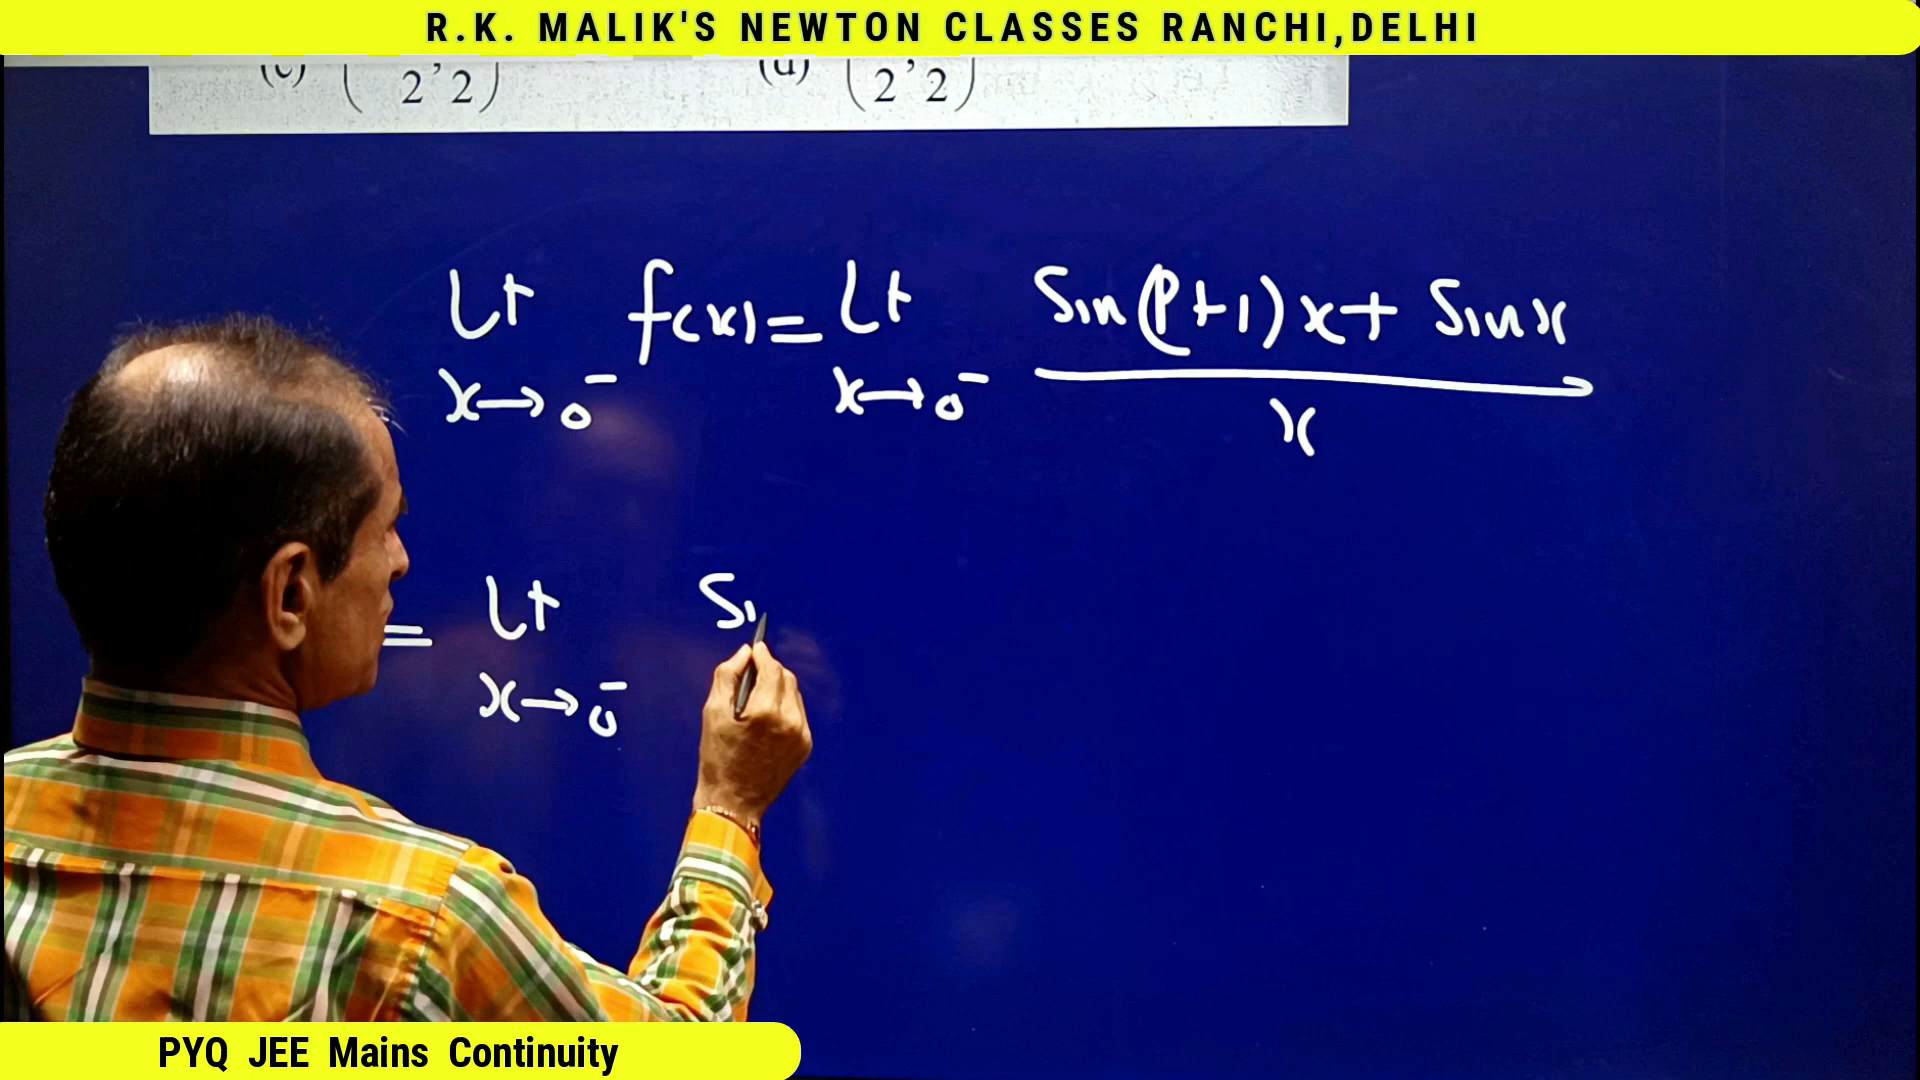 R.K. MALIK'S NEWTON CLASSES RANCHI,DELHI
(c) ( 2 , 2 ) (d) ( 2 , 2 )
Lt f(x) = Lt Sin(P+1)x + Sinx
x→0⁻ x→0⁻ x
= Lt Si
x→0⁻
PYQ JEE Mains Continuity